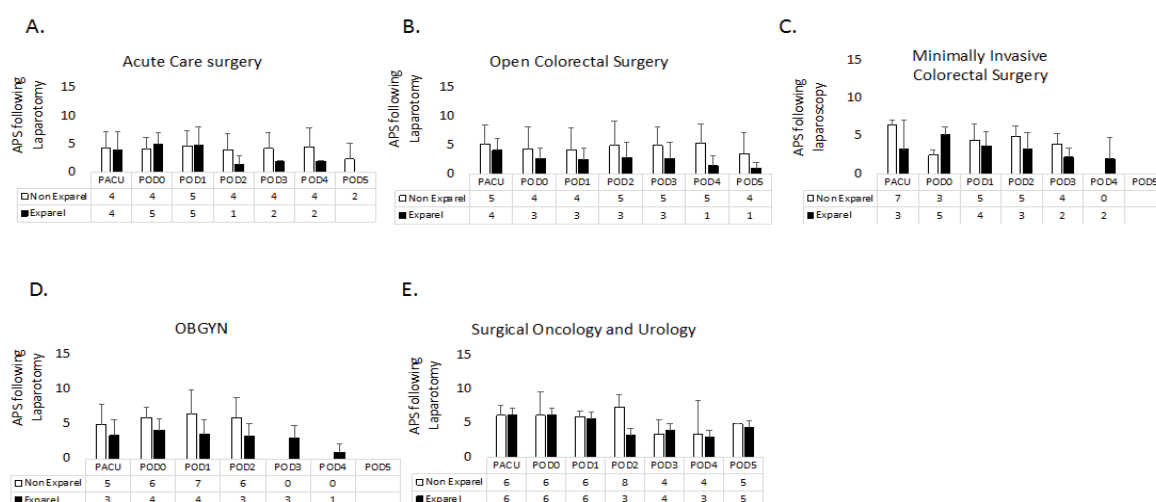 A.
Acute Care surgery
APS following
Laparotomy
15
10
5
0
PACU POD0 POD1 POD2 POD3 POD4 POD5
Non Exparel 4 4 5 4 4 4 2
Exparel 4 5 5 1 2 2
B.
Open Colorectal Surgery
APS following
Laparotomy
15
10
5
0
PACU POD0 POD1 POD2 POD3 POD4 POD5
Non Exparel 5 4 4 5 5 5 4
Exparel 4 3 3 3 3 1 1
C.
Minimally Invasive
Colorectal Surgery
APS following
laparoscopy
15
10
5
0
PACU POD0 POD1 POD2 POD3 POD4 POD5
Non Exparel 7 3 5 5 4 0
Exparel 3 5 4 3 2 2
D.
OBGYN
APS following
Laparotomy
15
10
5
0
PACU POD0 POD1 POD2 POD3 POD4 POD5
Non Exparel 5 6 7 6 0 0
Exparel 3 4 4 3 3 1
E.
Surgical Oncology and Urology
APS following
Laparotomy
15
10
5
0
PACU POD0 POD1 POD2 POD3 POD4 POD5
Non Exparel 6 6 6 8 4 4 5
Exparel 6 6 6 3 4 3 5